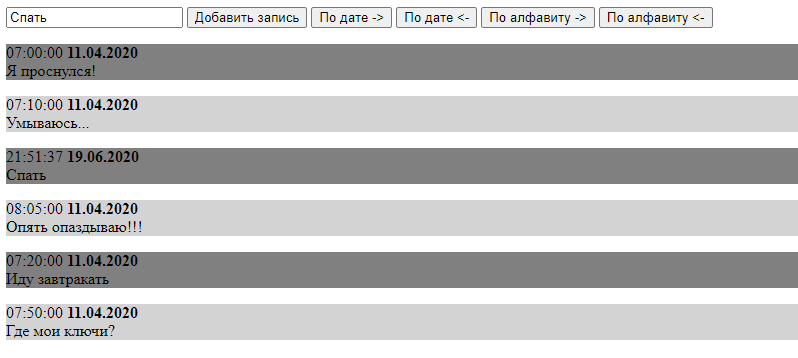 Спать Добавить запись По дате -> По дате <- По алфавиту -> По алфавиту <-
07:00:00 11.04.2020
Я проснулся!
07:10:00 11.04.2020
Умываюсь...
21:51:37 19.06.2020
Спать
08:05:00 11.04.2020
Опять опаздываю!!!
07:20:00 11.04.2020
Иду завтракать
07:50:00 11.04.2020
Где мои ключи?